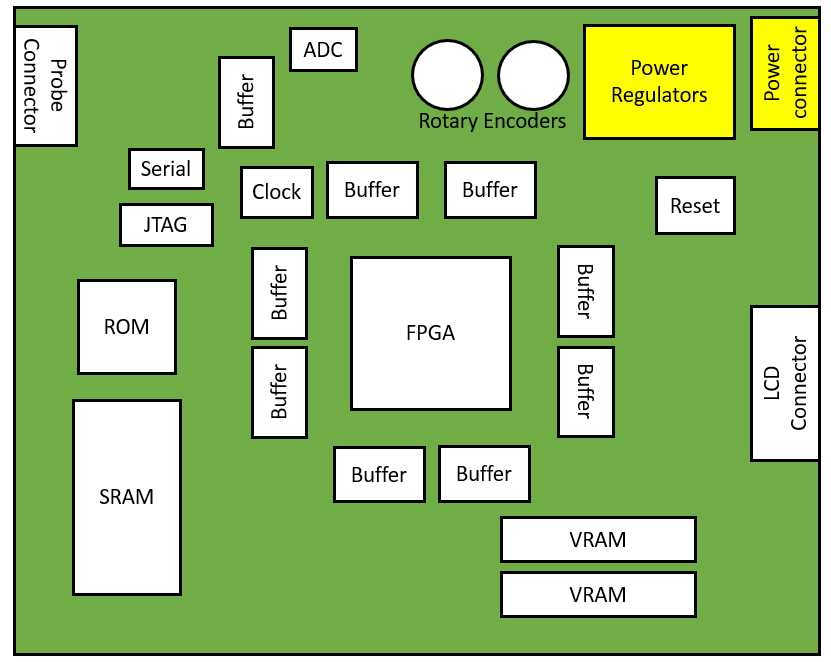 Probe
Connector
Buffer
ADC
Rotary Encoders
Power
Regulators
Power
connector
Serial
JTAG
Clock
Buffer
Buffer
Reset
ROM
Buffer
Buffer
FPGA
Buffer
Buffer
LCD
Connector
SRAM
Buffer
Buffer
VRAM
VRAM